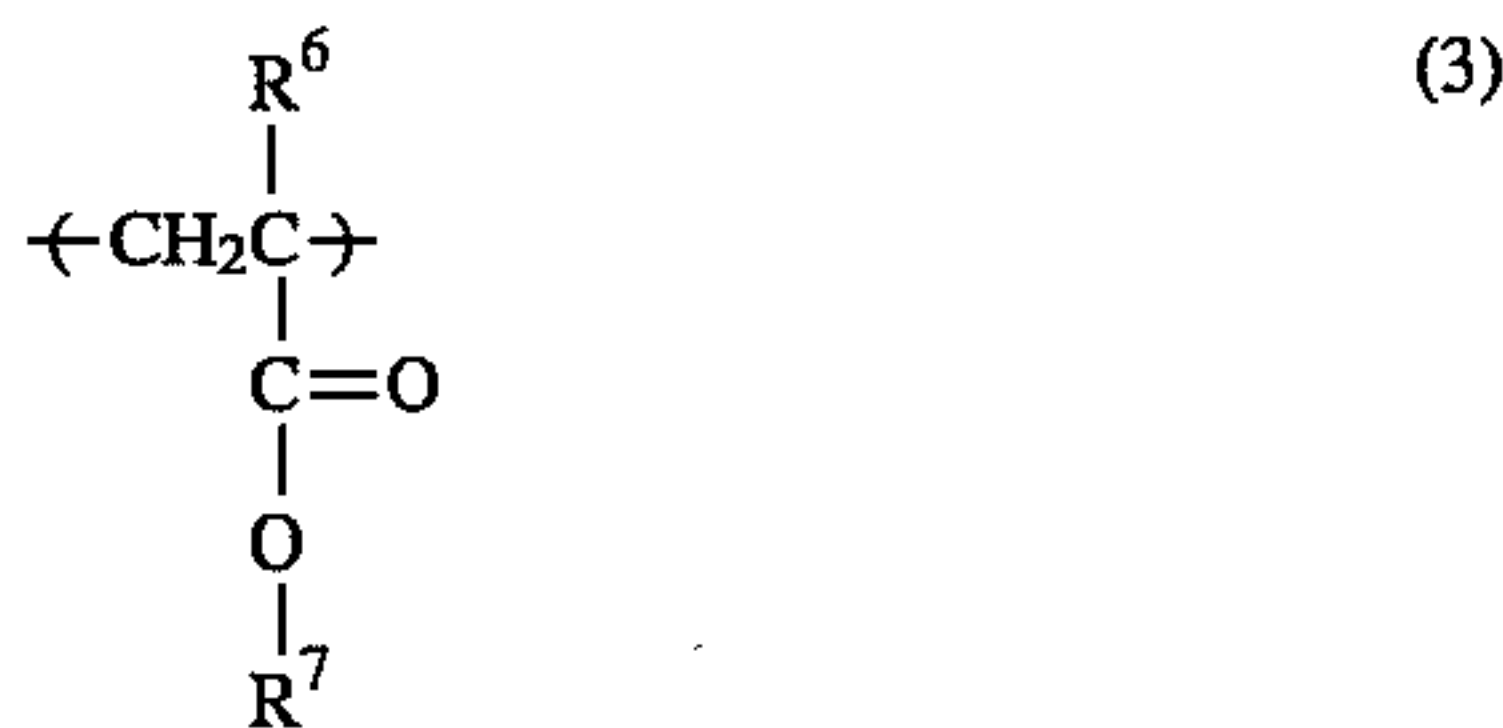 R⁶ (3)
CH₂C
C=O
O
R⁷